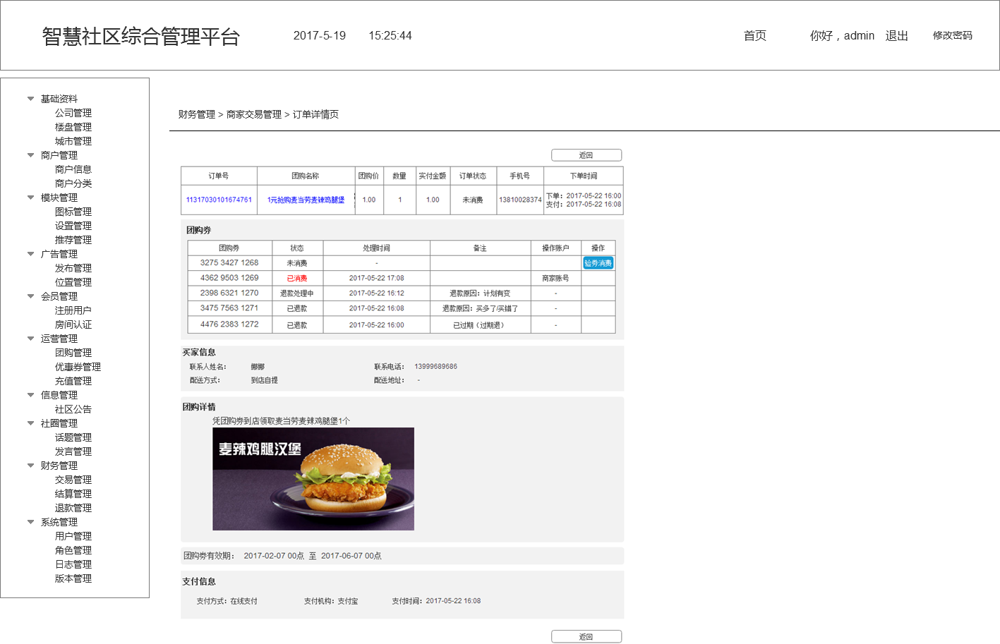 智慧社区综合管理平台 2017-5-19 15:25:44 首页 你好，admin 退出 修改密码
基础资料
公司管理
楼盘管理
城市管理
商户管理
商户信息
商户分类
模块管理
图标管理
设置管理
推荐管理
广告管理
发布管理
位置管理
会员管理
注册用户
房间认证
运营管理
团购管理
优惠券管理
充值管理
信息管理
社区公告
社圈管理
话题管理
发言管理
财务管理
交易管理
结算管理
退款管理
系统管理
用户管理
角色管理
日志管理
版本管理
财务管理 > 商家交易管理 > 订单详情页
返回
订单号 团购名称 团购价 数量 实付金额 订单状态 手机号 下单时间
11317030101674761 1元抢购麦当劳麦辣鸡腿堡 1.00 1 1.00 未消费 13810028374 下单：2017-05-22 16:00
支付：2017-05-22 16:08
团购券
团购券 状态 处理时间 备注 操作账户 操作
3275 3427 1268 未消费 - 验券消费
4362 9503 1269 已消费 2017-05-22 17:08 商家账号
2398 6321 1270 退款处理中 2017-05-22 16:12 退款原因：计划有变 -
3475 7563 1271 已退款 2017-05-22 16:08 退款原因：买多了/买错了 -
4476 2383 1272 已退款 2017-05-22 16:00 已过期（过期退） -
买家信息
联系人姓名： 娜娜 联系电话： 13999689686
配送方式： 到店自提 配送地址： -
团购详情
凭团购券到店领取麦当劳麦辣鸡腿堡1个
麦辣鸡腿汉堡
团购券有效期： 2017-02-07 00点 至 2017-06-07 00点
支付信息
支付方式：在线支付 支付机构：支付宝 支付时间：2017-05-22 16:08
返回